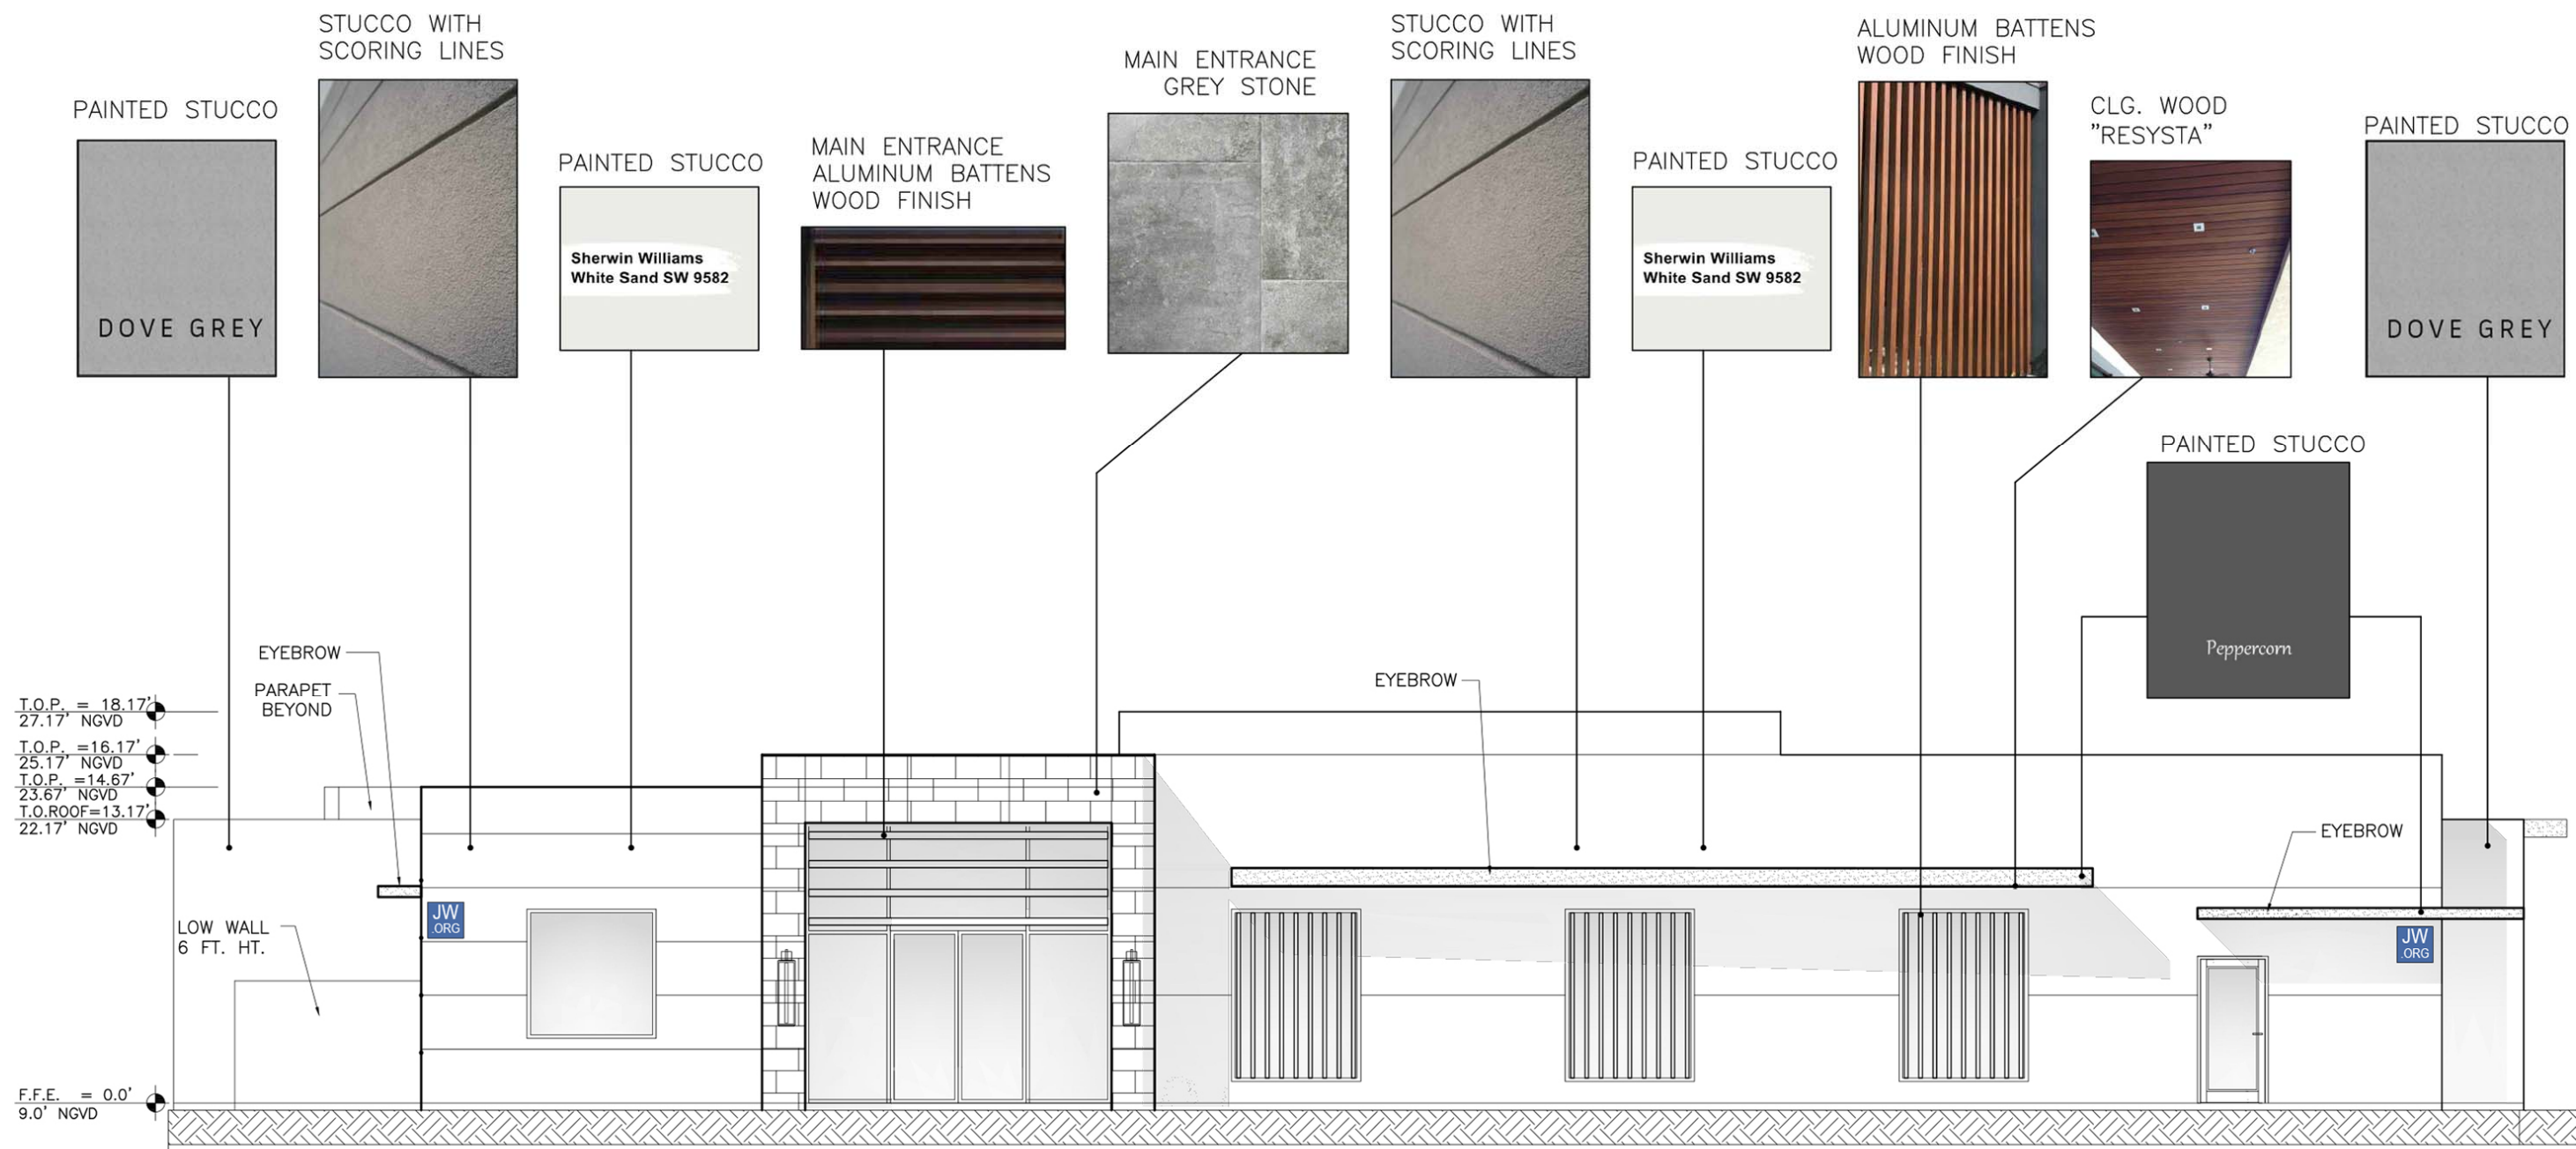 STUCCO WITH
SCORING LINES
STUCCO WITH
SCORING LINES
ALUMINUM BATTENS
WOOD FINISH
MAIN ENTRANCE
GREY STONE
PAINTED STUCCO
CLG. WOOD
"RESYSTA"
PAINTED STUCCO
MAIN ENTRANCE
ALUMINUM BATTENS
WOOD FINISH
PAINTED STUCCO
PAINTED STUCCO
Sherwin Williams
White Sand SW 9582
Sherwin Williams
White Sand SW 9582
DOVE GREY
DOVE GREY
PAINTED STUCCO
Peppercorn
EYEBROW
PARAPET
BEYOND
EYEBROW
T.O.P. = 18.17'
27.17' NGVD
T.O.P. =16.17'
25.17' NGVD
T.O.P. =14.67'
23.67' NGVD
T.O.ROOF=13.17'
22.17' NGVD
EYEBROW
LOW WALL
6 FT. HT.
JW
.ORG
JW
.ORG
F.F.E. = 0.0'
9.0' NGVD